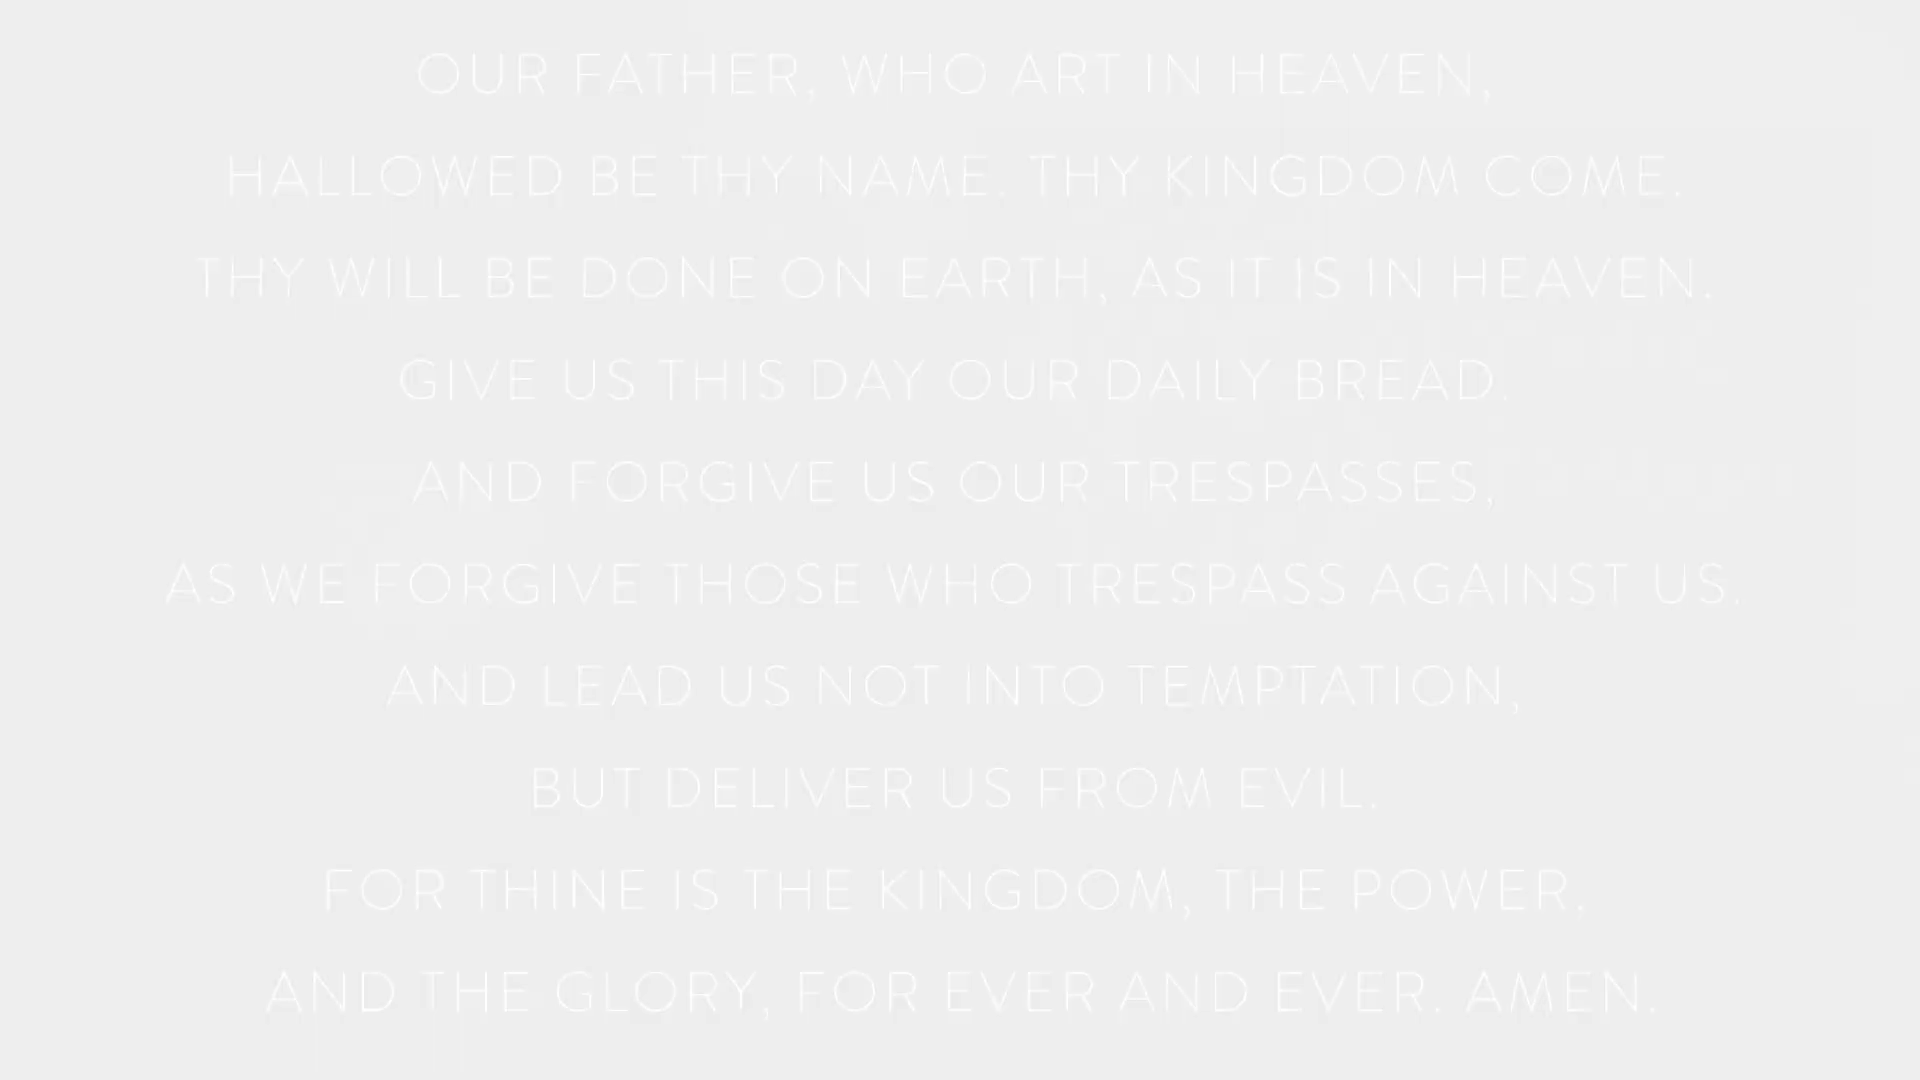 OUR FATHER, WHO ART IN HEAVEN,
HALLOWED BE THY NAME. THY KINGDOM COME.
THY WILL BE DONE ON EARTH, AS IT IS IN HEAVEN.
GIVE US THIS DAY OUR DAILY BREAD.
AND FORGIVE US OUR TRESPASSES,
AS WE FORGIVE THOSE WHO TRESPASS AGAINST US.
AND LEAD US NOT INTO TEMPTATION,
BUT DELIVER US FROM EVIL.
FOR THINE IS THE KINGDOM, THE POWER.
AND THE GLORY, FOR EVER AND EVER. AMEN.